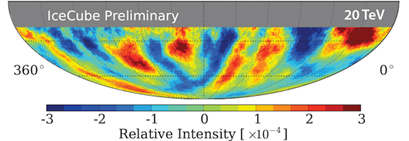 IceCube Preliminary 20 TeV
360° 0°
-3 -2 -1 0 1 2 3
Relative Intensity [ ×10⁻⁴]